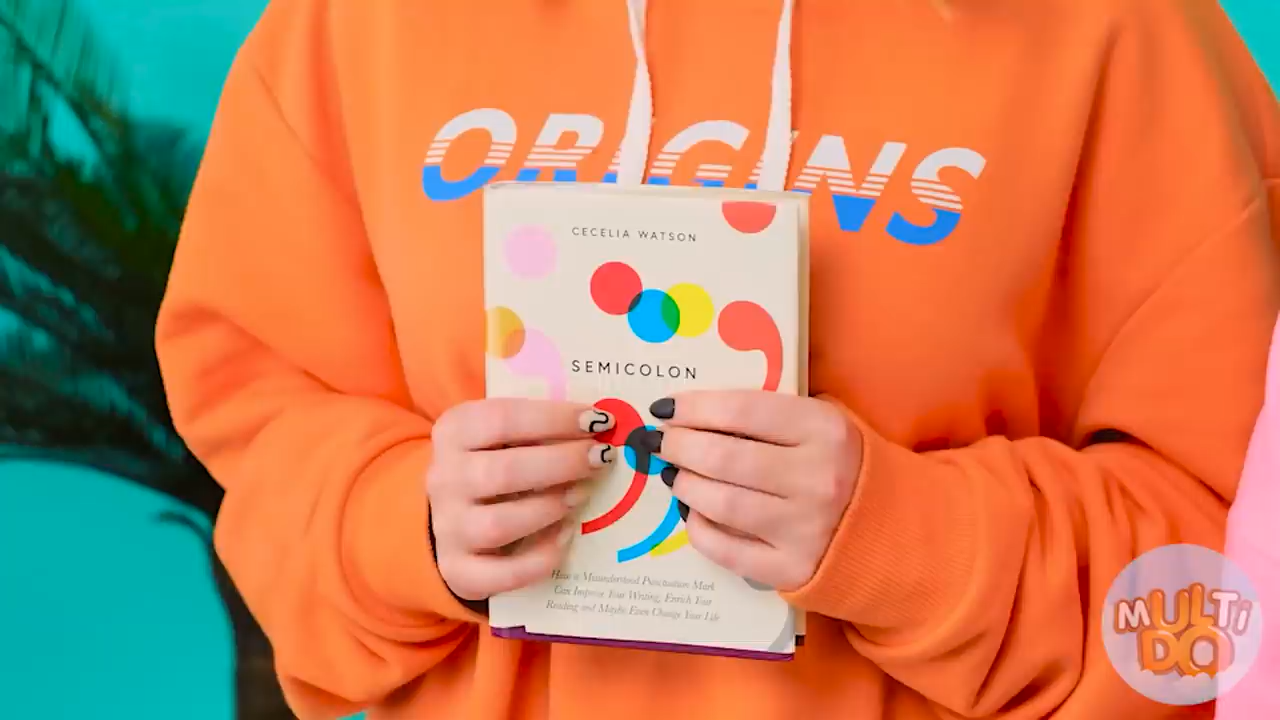 ORIGINS
CECELIA WATSON
SEMICOLON
How a Misunderstood Punctuation Mark
Can Improve Your Writing, Enrich Your
Reading and Maybe Even Change Your Life
MULTI
DO